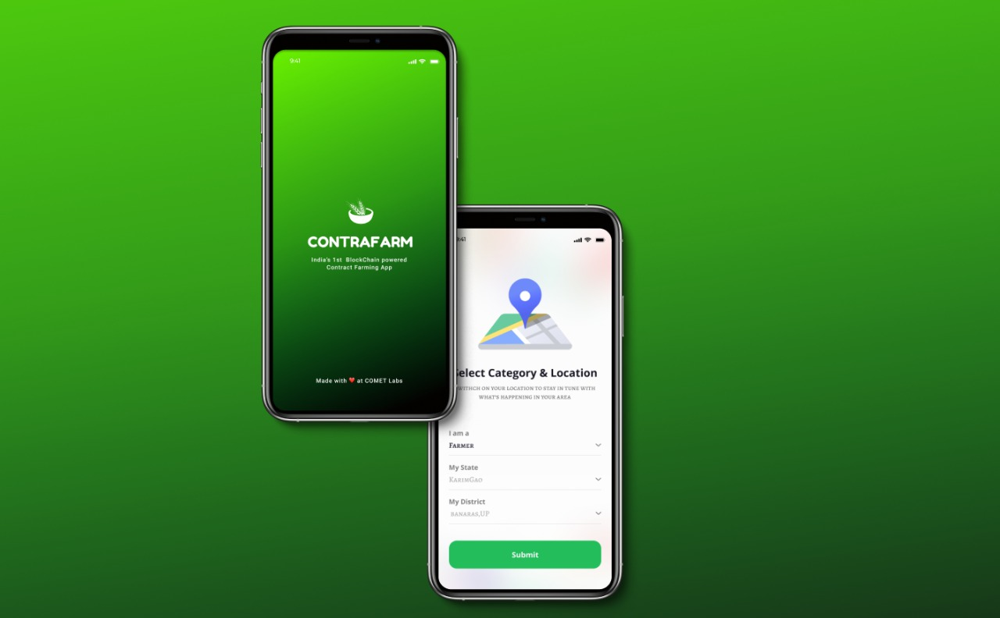 9:41
CONTRAFARM
India's 1st BlockChain powered
Contract Farming App
Made with ❤️ at COMET Labs
:41
Select Category & Location
WITHCH ON YOUR LOCATION TO STAY IN TUNE WITH
WHAT'S HAPPENING IN YOUR AREA
I am a
Farmer
My State
KarimGao
My District
banaras,UP
Submit